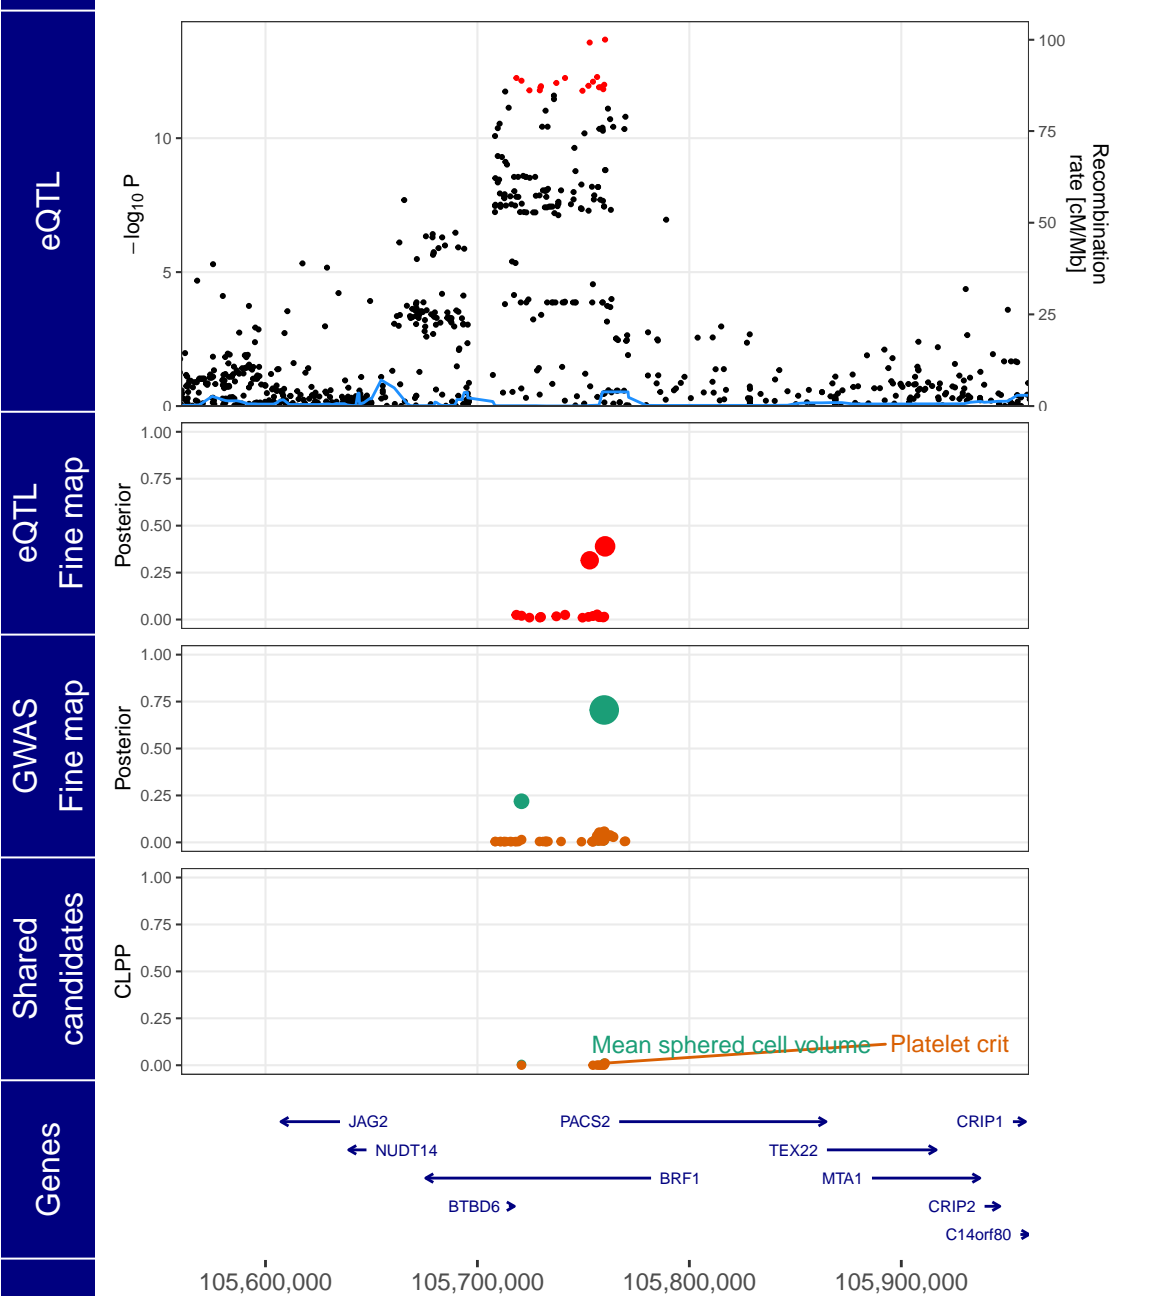 eQTL
−log10 P
10
5
0
100
75
50
25
0
Recombination
rate [cM/Mb]
eQTL
Fine map
Posterior
1.00
0.75
0.50
0.25
0.00
GWAS
Fine map
Posterior
1.00
0.75
0.50
0.25
0.00
Shared
candidates
CLPP
1.00
0.75
0.50
0.25
0.00
Mean sphered cell volume
Platelet crit
Genes
JAG2
PACS2
CRIP1
NUDT14
TEX22
BRF1
MTA1
BTBD6
CRIP2
C14orf80
105,600,000
105,700,000
105,800,000
105,900,000